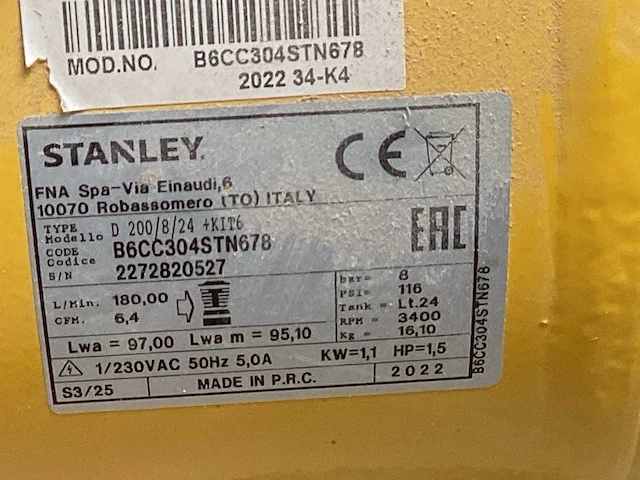 MOD.NO. B6CC304STN678
2022 34-K4
STANLEY.
FNA Spa-Via Einaudi,6
10070 Robassomero (TO) ITALY
TYPE
Modello D 200/8/24 +KIT6
CODE
Codice B6CC304STN678
S/N 2272820527
CE
EAC
L/Min. 180,00
CFM. 6,4
bar= 8
PSI= 116
Tank= Lt.24
RPM = 3400
Kg = 16,10
Lwa = 97,00 Lwa m = 95,10
1/230VAC 50Hz 5,0A KW=1,1 HP=1,5
S3/25 MADE IN P.R.C. 2022
B6CC304STN678